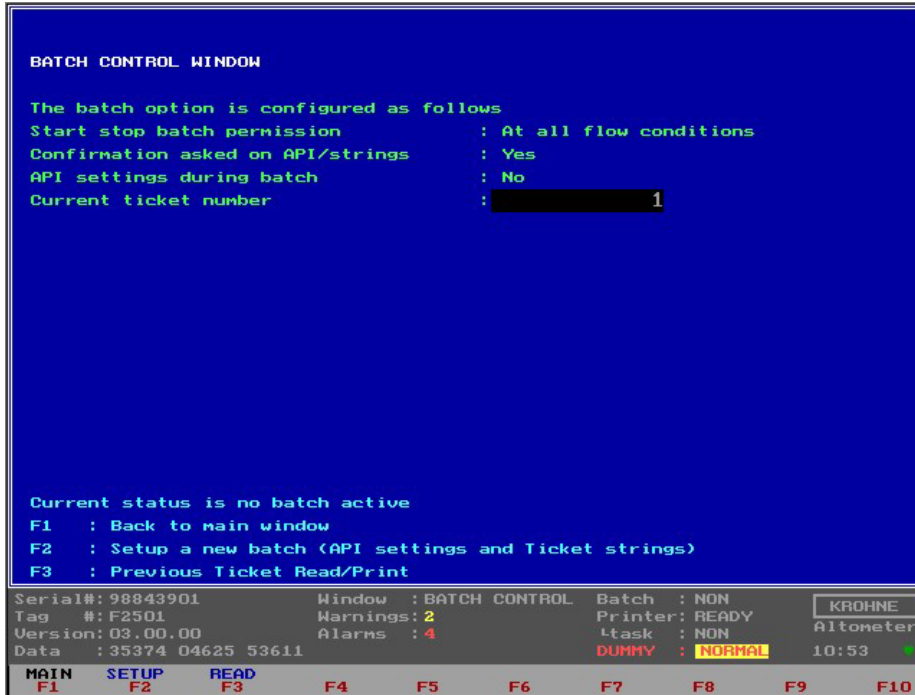 BATCH CONTROL WINDOW
The batch option is configured as follows
Start stop batch permission : At all flow conditions
Confirmation asked on API/strings : Yes
API settings during batch : No
Current ticket number : 1
Current status is no batch active
F1 : Back to main window
F2 : Setup a new batch (API settings and Ticket strings)
F3 : Previous Ticket Read/Print
Serial#: 98843901 Window : BATCH CONTROL Batch : NON KROHNE
Tag #: F2501 Warnings: 2 Printer: READY Altometer
Version: 03.00.00 Alarms : 4 Ltask : NON
Data : 35374 04625 53611 DUMMY : NORMAL 10:53
MAIN SETUP READ
F1 F2 F3 F4 F5 F6 F7 F8 F9 F10